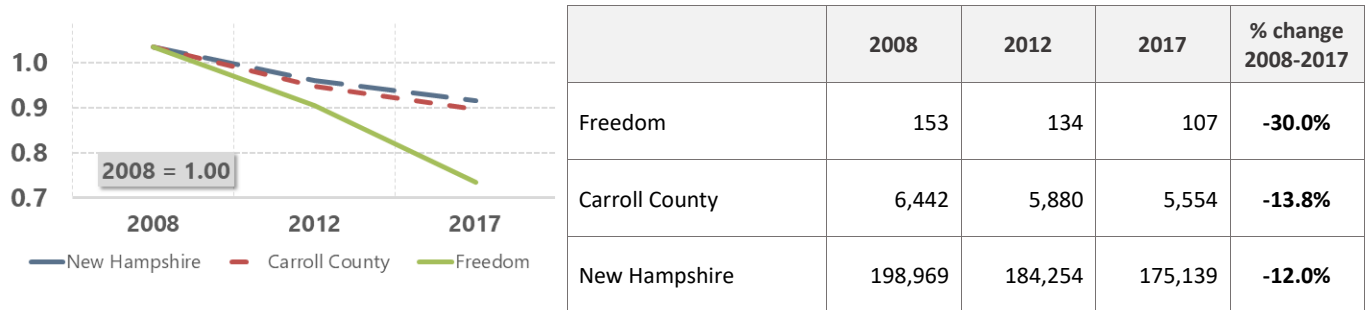 1.0
0.9
0.8
0.7
2008 = 1.00
2008 2012 2017
New Hampshire Carroll County Freedom
2008 2012 2017 % change
2008-2017
Freedom 153 134 107 -30.0%
Carroll County 6,442 5,880 5,554 -13.8%
New Hampshire 198,969 184,254 175,139 -12.0%